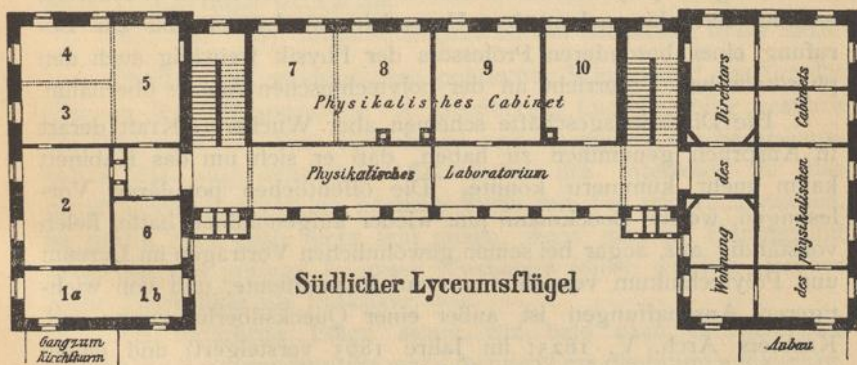 4
5
7
8
9
10
3
Physikalisches Cabinet
Physikalisches Laboratorium
2
6
1a
1b
Südlicher Lyceumsflügel
Wohnung des Direktors
des physikalischen Cabinets
Gang zum
Kirchthurm
Anbau